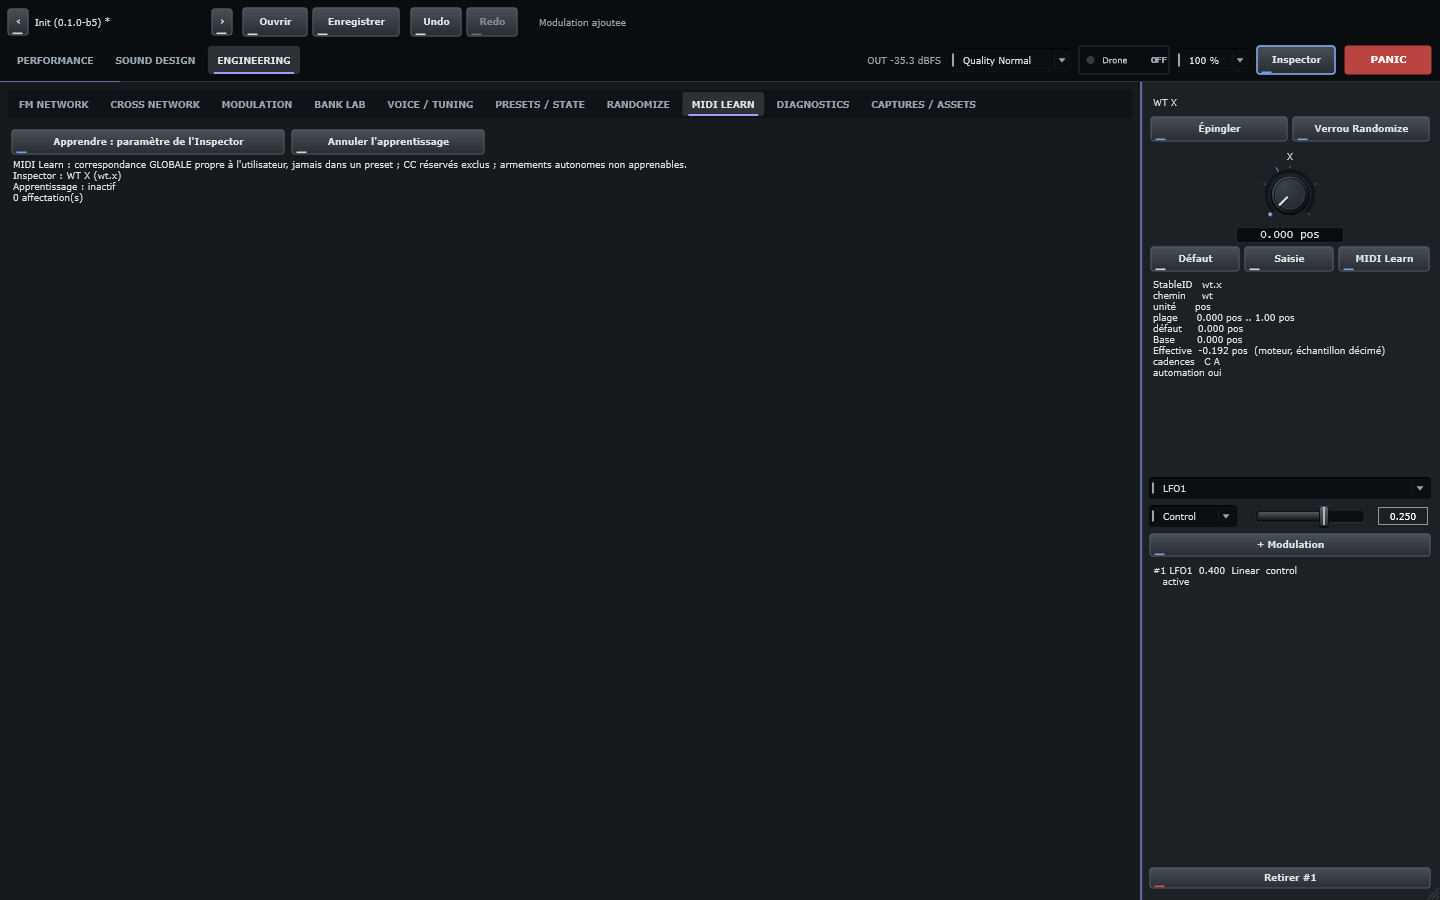 ‹ Init (0.1.0-b5) * › Ouvrir Enregistrer Undo Redo Modulation ajoutee
PERFORMANCE SOUND DESIGN ENGINEERING OUT -35.3 dBFS Quality Normal Drone OFF 100 % Inspector PANIC
FM NETWORK CROSS NETWORK MODULATION BANK LAB VOICE / TUNING PRESETS / STATE RANDOMIZE MIDI LEARN DIAGNOSTICS CAPTURES / ASSETS
Apprendre : paramètre de l'Inspector Annuler l'apprentissage
MIDI Learn : correspondance GLOBALE propre à l'utilisateur, jamais dans un preset ; CC réservés exclus ; armements autonomes non apprenables.
Inspector : WT X (wt.x)
Apprentissage : inactif
0 affectation(s)
WT X
Épingler Verrou Randomize
X
0.000 pos
Défaut Saisie MIDI Learn
StableID wt.x
chemin wt
unité pos
plage 0.000 pos .. 1.00 pos
défaut 0.000 pos
Base 0.000 pos
Effective -0.192 pos (moteur, échantillon décimé)
cadences C A
automation oui
LFO1
Control 0.250
+ Modulation
#1 LFO1 0.400 Linear control
active
Retirer #1